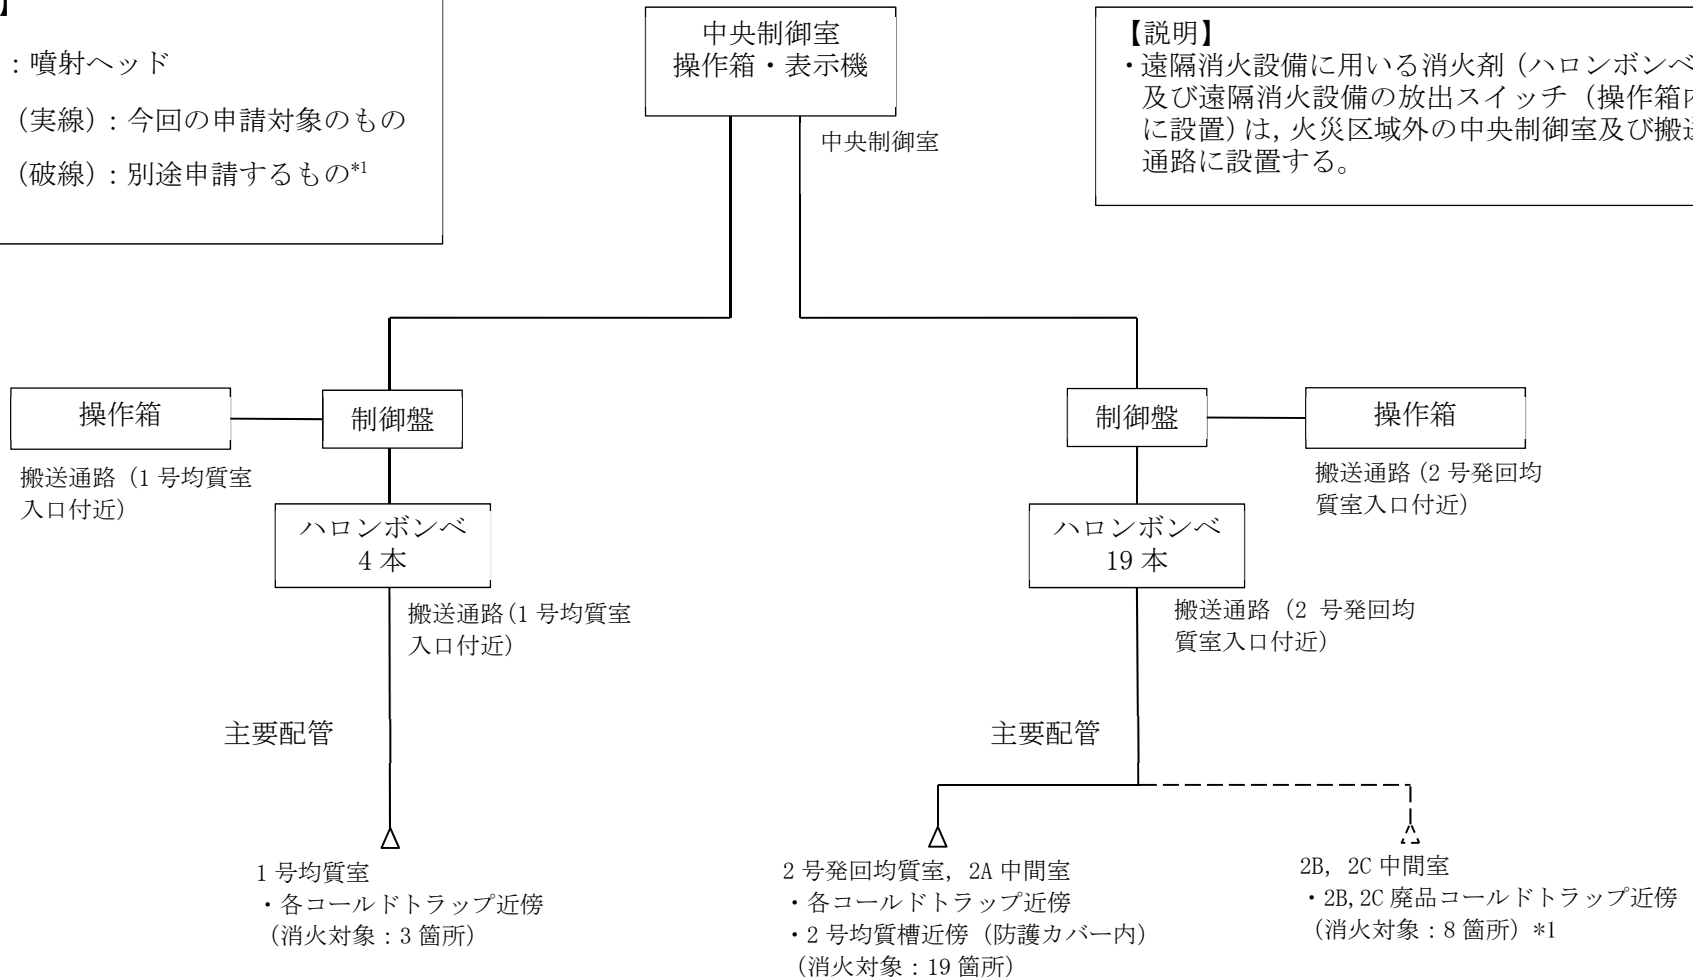 】
：噴射ヘッド
（実線）：今回の申請対象のもの
（破線）：別途申請するもの*1
中央制御室
操作箱・表示機
中央制御室
【説明】
・遠隔消火設備に用いる消火剤（ハロンボンベ
及び遠隔消火設備の放出スイッチ（操作箱内
に設置）は，火災区域外の中央制御室及び搬送
通路に設置する。
操作箱
制御盤
搬送通路（1 号均質室
入口付近）
ハロンボンベ
4 本
搬送通路（1 号均質室
入口付近）
主要配管
1 号均質室
・各コールドトラップ近傍
（消火対象：3 箇所）
制御盤
操作箱
搬送通路（2 号発回均
質室入口付近）
ハロンボンベ
19 本
搬送通路（2 号発回均
質室入口付近）
主要配管
2 号発回均質室，2A 中間室
・各コールドトラップ近傍
・2 号均質槽近傍（防護カバー内）
（消火対象：19 箇所）
2B，2C 中間室
・2B,2C 廃品コールドトラップ近傍
（消火対象：8 箇所）*1